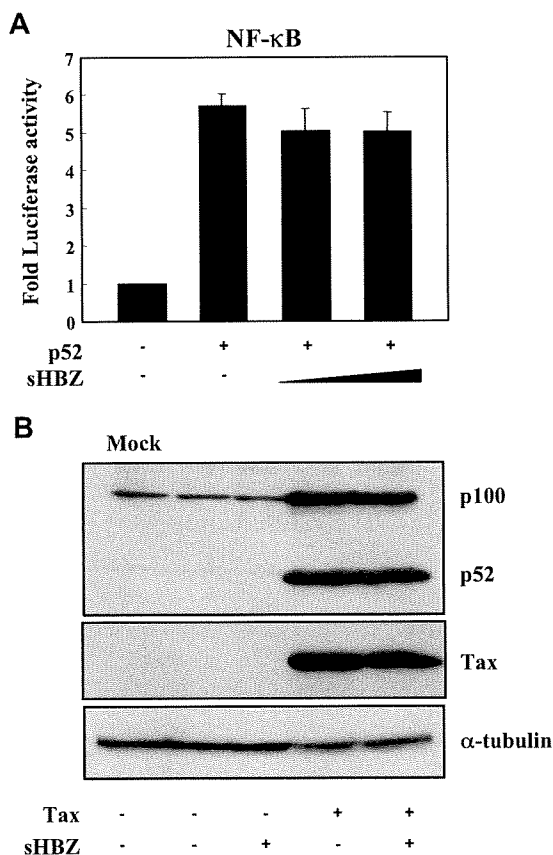 A
NF-κB
Fold Luciferase activity
7
6
5
4
3
2
1
0
p52 - + + +
sHBZ - -
B
Mock
p100
p52
Tax
α-tubulin
Tax - - - + +
sHBZ - - + - +